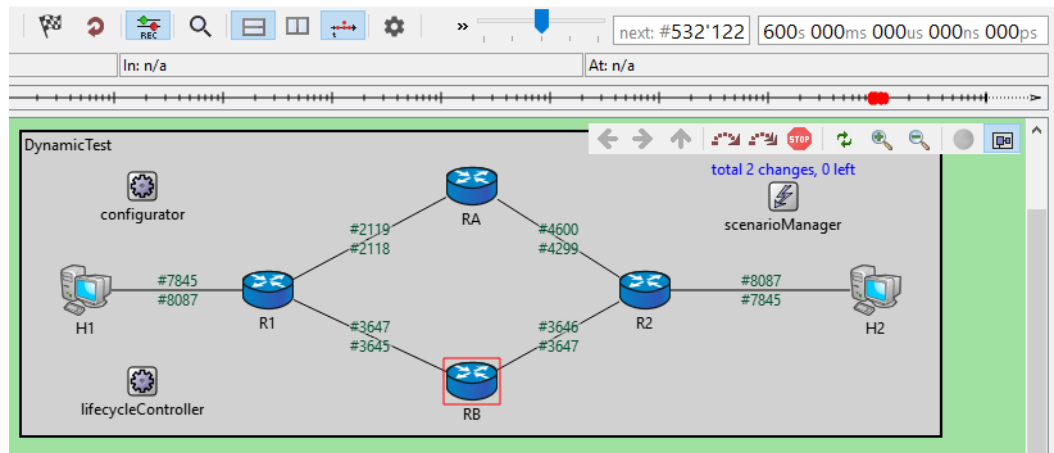 REC
t
»
next: #532'122
600s 000ms 000us 000ns 000ps
In: n/a
At: n/a
DynamicTest
STOP
total 2 changes, 0 left
configurator
RA
scenarioManager
#2119
#2118
#4600
#4299
#7845
#8087
#8087
#7845
H1
R1
R2
H2
#3647
#3645
#3646
#3647
lifecycleController
RB